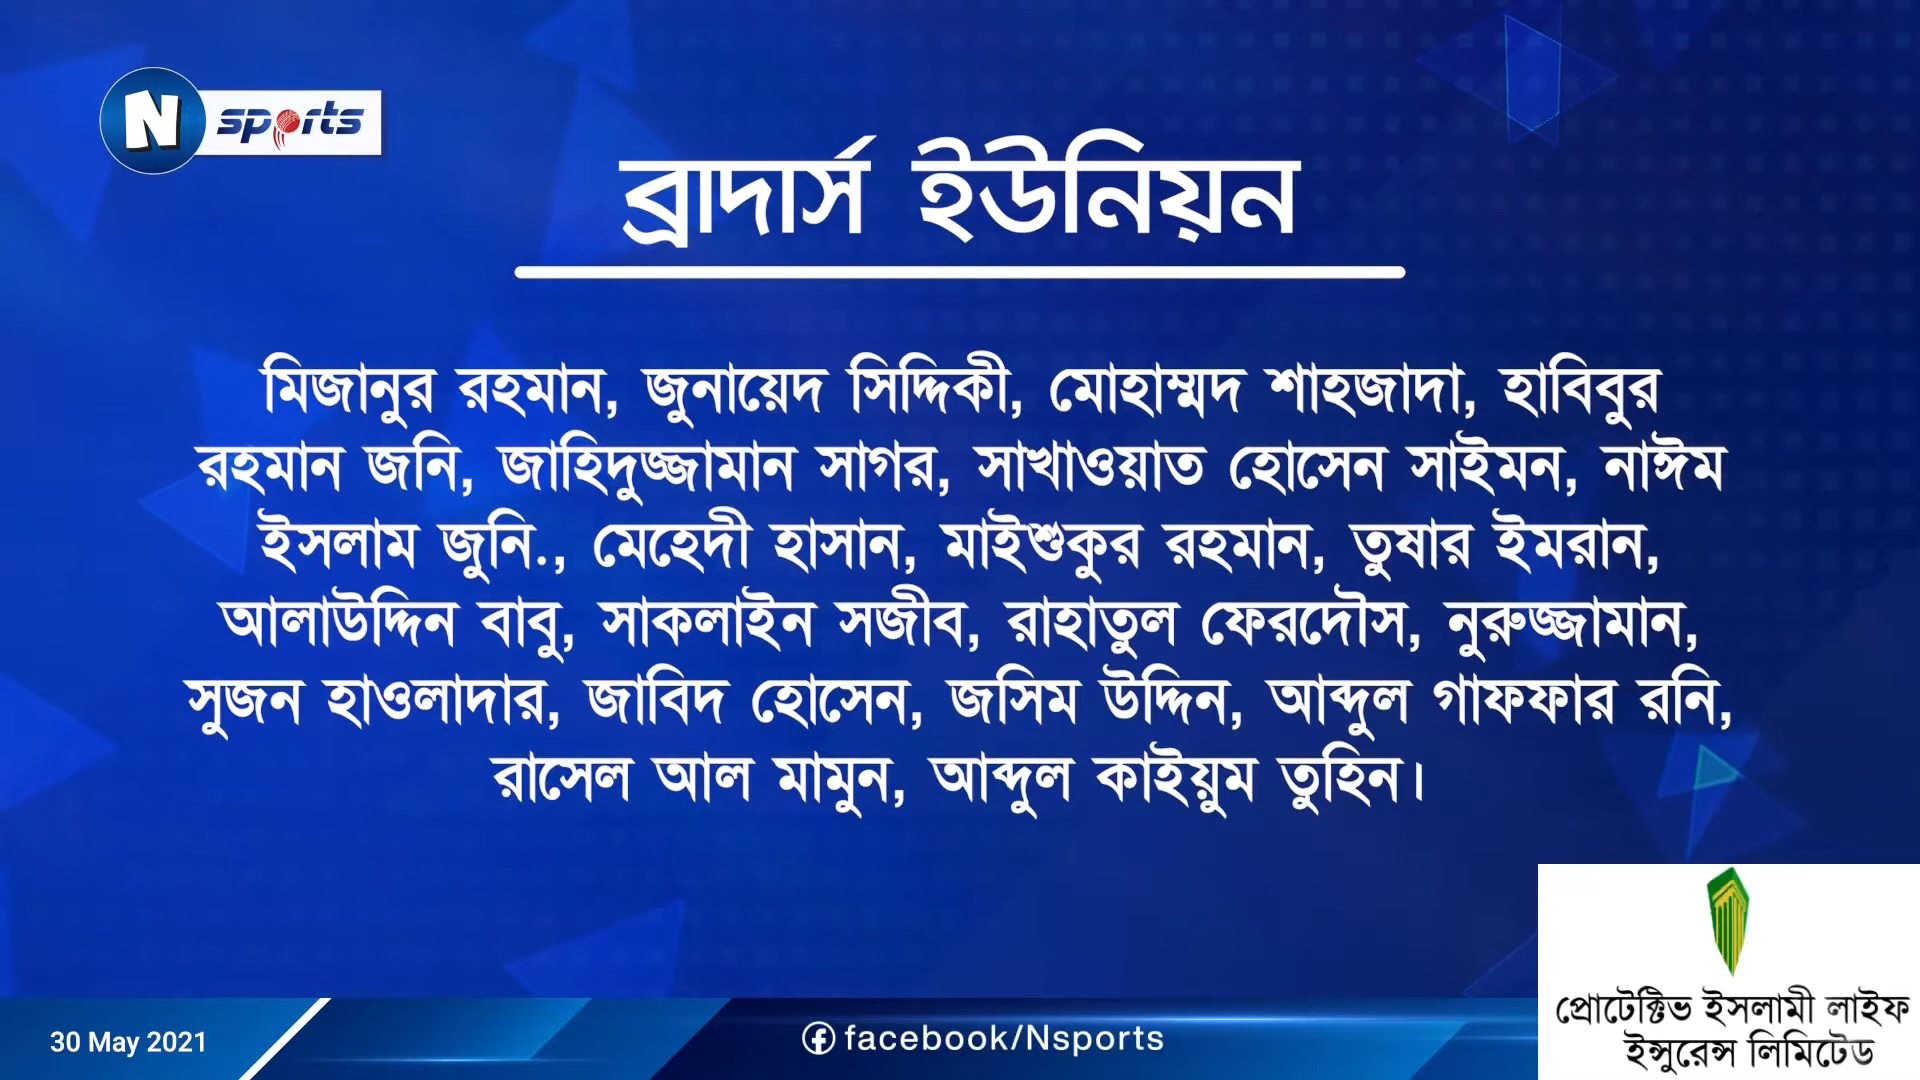 N sports
ব্রাদার্স ইউনিয়ন
মিজানুর রহমান, জুনায়েদ সিদ্দিকী, মোহাম্মদ শাহজাদা, হাবিবুর
রহমান জনি, জাহিদুজ্জামান সাগর, সাখাওয়াত হোসেন সাইমন, নাঈম
ইসলাম জুনি., মেহেদী হাসান, মাইশুকুর রহমান, তুষার ইমরান,
আলাউদ্দিন বাবু, সাকলাইন সজীব, রাহাতুল ফেরদৌস, নুরুজ্জামান,
সুজন হাওলাদার, জাবিদ হোসেন, জসিম উদ্দিন, আব্দুল গাফফার রনি,
রাসেল আল মামুন, আব্দুল কাইয়ুম তুহিন।
30 May 2021
facebook/Nsports
প্রোটেক্টিভ ইসলামী লাইফ
ইন্সুরেন্স লিমিটেড